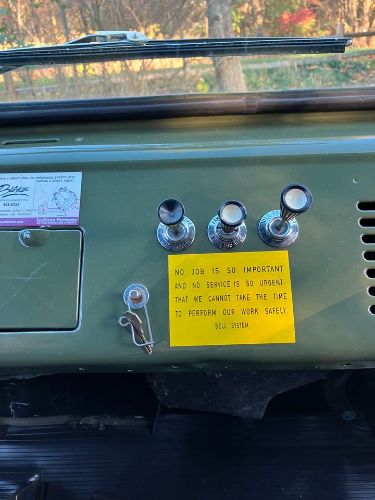 BLAKE
NO JOB IS SO IMPORTANT
AND NO SERVICE IS SO URGENT-
THAT WE CANNOT TAKE THE TIME
TO PERFORM OUR WORK SAFELY.
BELL SYSTEM